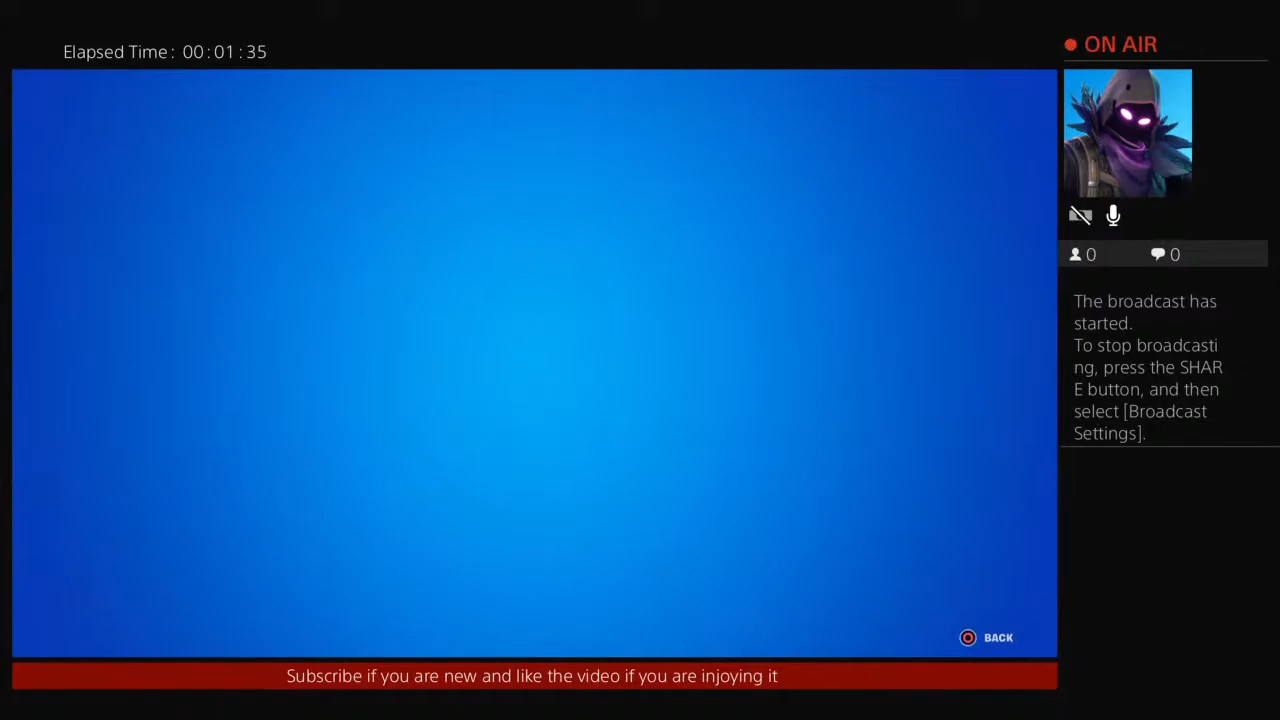 Elapsed Time: 00:01:35
ON AIR
0
0
The broadcast has
started.
To stop broadcasti
ng, press the SHAR
E button, and then
select [Broadcast
Settings].
BACK
Subscribe if you are new and like the video if you are injoying it